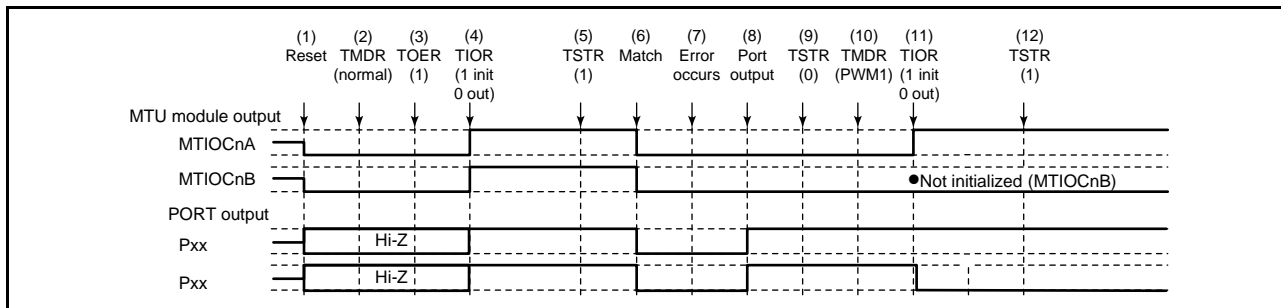 (1) (2) (3) (4) (5) (6) (7) (8) (9) (10) (11) (12)
Reset TMDR TOER TIOR TSTR Match Error Port TSTR TMDR TIOR TSTR
(normal) (1) (1 init (1) occurs output (0) (PWM1) (1 init (1)
0 out) 0 out)
MTU module output
MTIOCnA
MTIOCnB
Not initialized (MTIOCnB)
PORT output
Pxx Hi-Z
Pxx Hi-Z